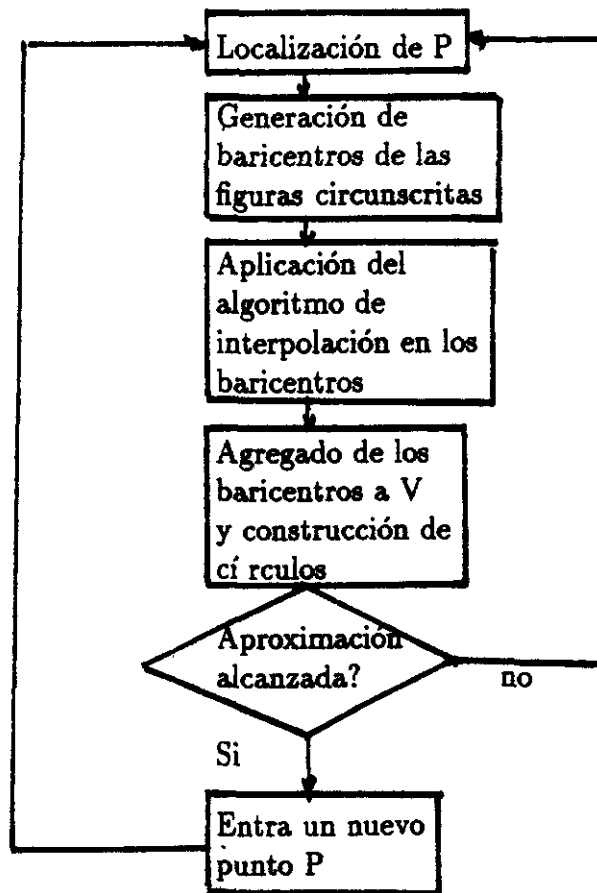 Localización de P
Generación de
baricentros de las
figuras circunscritas
Aplicación del
algoritmo de
interpolación en los
baricentros
Agregado de los
baricentros a V
y construcción de
cí rculos
Aproximación
alcanzada?
no
Si
Entra un nuevo
punto P